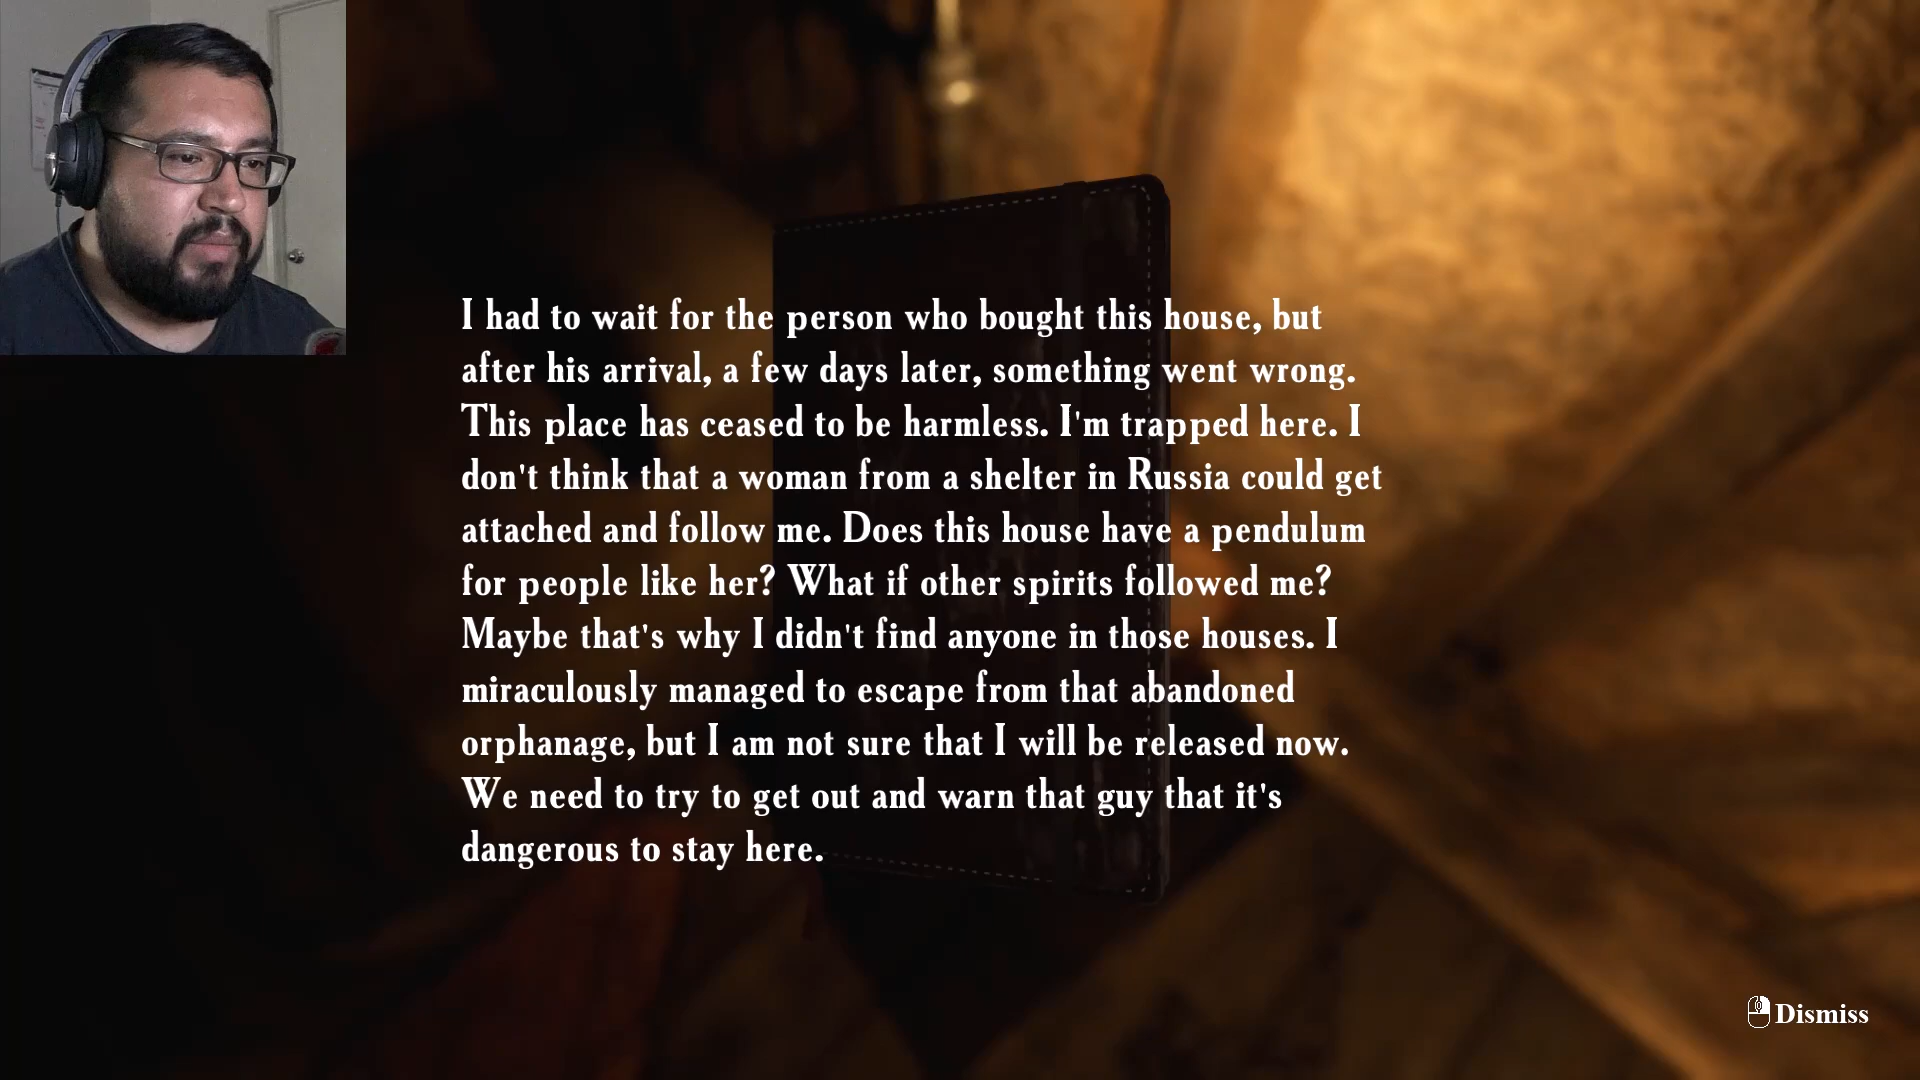 I had to wait for the person who bought this house, but
after his arrival, a few days later, something went wrong.
This place has ceased to be harmless. I'm trapped here. I
don't think that a woman from a shelter in Russia could get
attached and follow me. Does this house have a pendulum
for people like her? What if other spirits followed me?
Maybe that's why I didn't find anyone in those houses. I
miraculously managed to escape from that abandoned
orphanage, but I am not sure that I will be released now.
We need to try to get out and warn that guy that it's
dangerous to stay here.
Dismiss